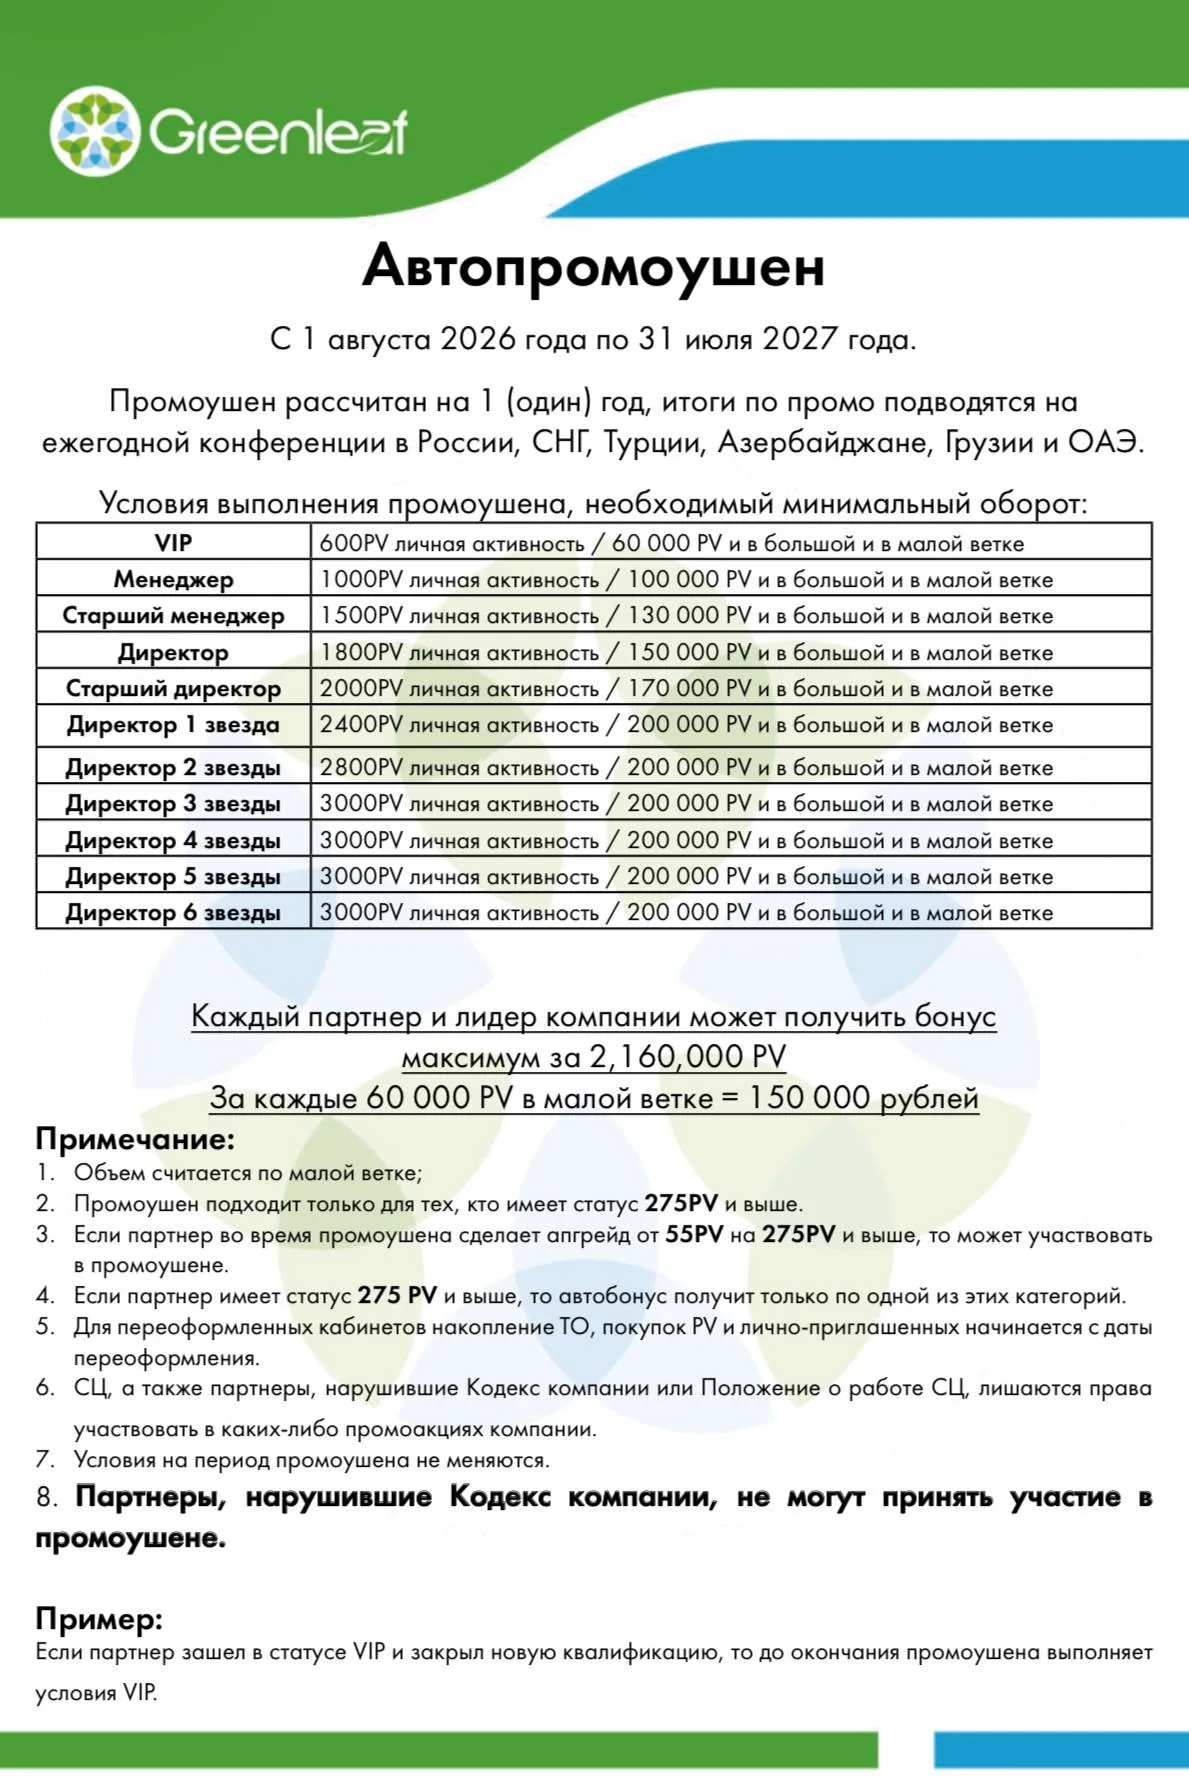 Greenleaf
Автопромоушен
С 1 августа 2026 года по 31 июля 2027 года.
Промоушен рассчитан на 1 (один) год, итоги по промо подводятся на
ежегодной конференции в России, СНГ, Турции, Азербайджане, Грузии и ОАЭ.
Условия выполнения промоушена, необходимый минимальный оборот:
VIP 600PV личная активность / 60 000 PV и в большой и в малой ветке
Менеджер 1000PV личная активность / 100 000 PV и в большой и в малой ветке
Старший менеджер 1500PV личная активность / 130 000 PV и в большой и в малой ветке
Директор 1800PV личная активность / 150 000 PV и в большой и в малой ветке
Старший директор 2000PV личная активность / 170 000 PV и в большой и в малой ветке
Директор 1 звезда 2400PV личная активность / 200 000 PV и в большой и в малой ветке
Директор 2 звезды 2800PV личная активность / 200 000 PV и в большой и в малой ветке
Директор 3 звезды 3000PV личная активность / 200 000 PV и в большой и в малой ветке
Директор 4 звезды 3000PV личная активность / 200 000 PV и в большой и в малой ветке
Директор 5 звезды 3000PV личная активность / 200 000 PV и в большой и в малой ветке
Директор 6 звезды 3000PV личная активность / 200 000 PV и в большой и в малой ветке
Каждый партнер и лидер компании может получить бонус
максимум за 2,160,000 PV
За каждые 60 000 PV в малой ветке = 150 000 рублей
Примечание:
1. Объем считается по малой ветке;
2. Промоушен подходит только для тех, кто имеет статус 275PV и выше.
3. Если партнер во время промоушена сделает апгрейд от 55PV на 275PV и выше, то может участвовать
в промоушене.
4. Если партнер имеет статус 275 PV и выше, то автобонус получит только по одной из этих категорий.
5. Для переоформленных кабинетов накопление ТО, покупок PV и лично-приглашенных начинается с даты
переоформления.
6. СЦ, а также партнеры, нарушившие Кодекс компании или Положение о работе СЦ, лишаются права
участвовать в каких-либо промоакциях компании.
7. Условия на период промоушена не меняются.
8. Партнеры, нарушившие Кодекс компании, не могут принять участие в
промоушене.
Пример:
Если партнер зашел в статусе VIP и закрыл новую квалификацию, то до окончания промоушена выполняет
условия VIP.